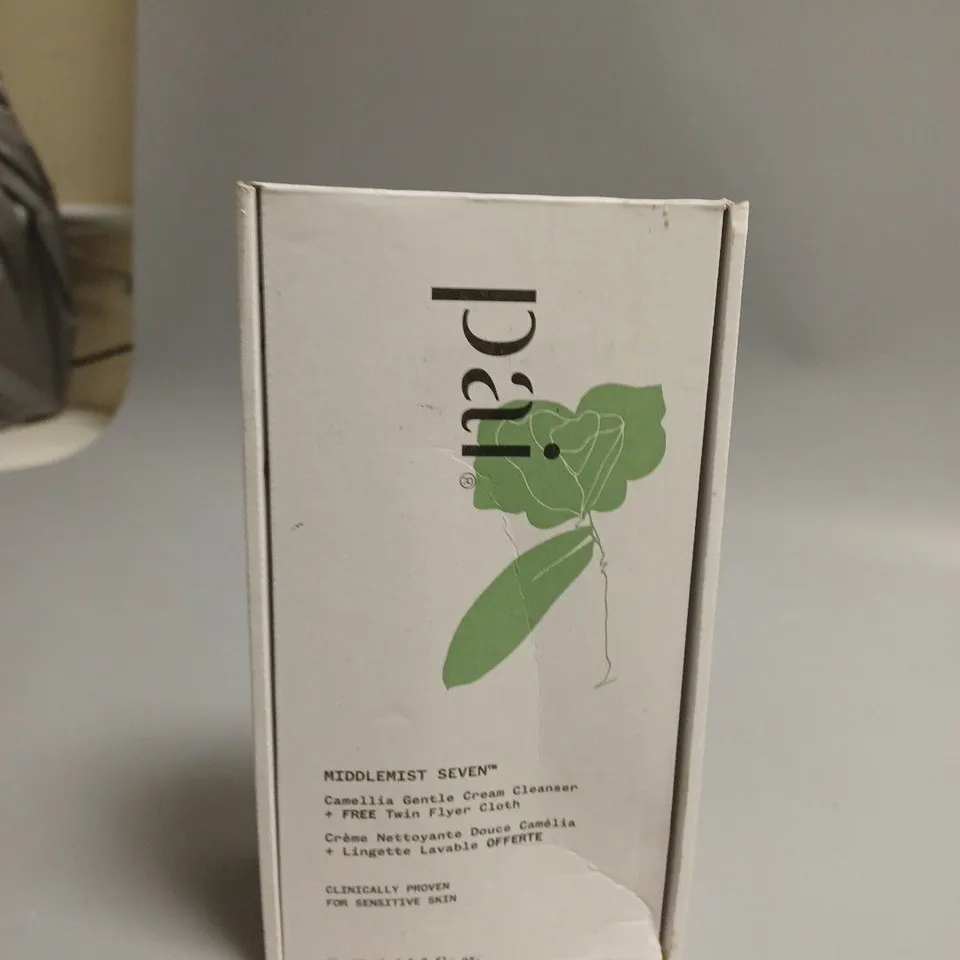 pai®
MIDDLEMIST SEVEN™
Camellia Gentle Cream Cleanser
+ FREE Twin Flyer Cloth
Crème Nettoyante Douce Camélia
+ Lingette Lavable OFFERTE
CLINICALLY PROVEN
FOR SENSITIVE SKIN